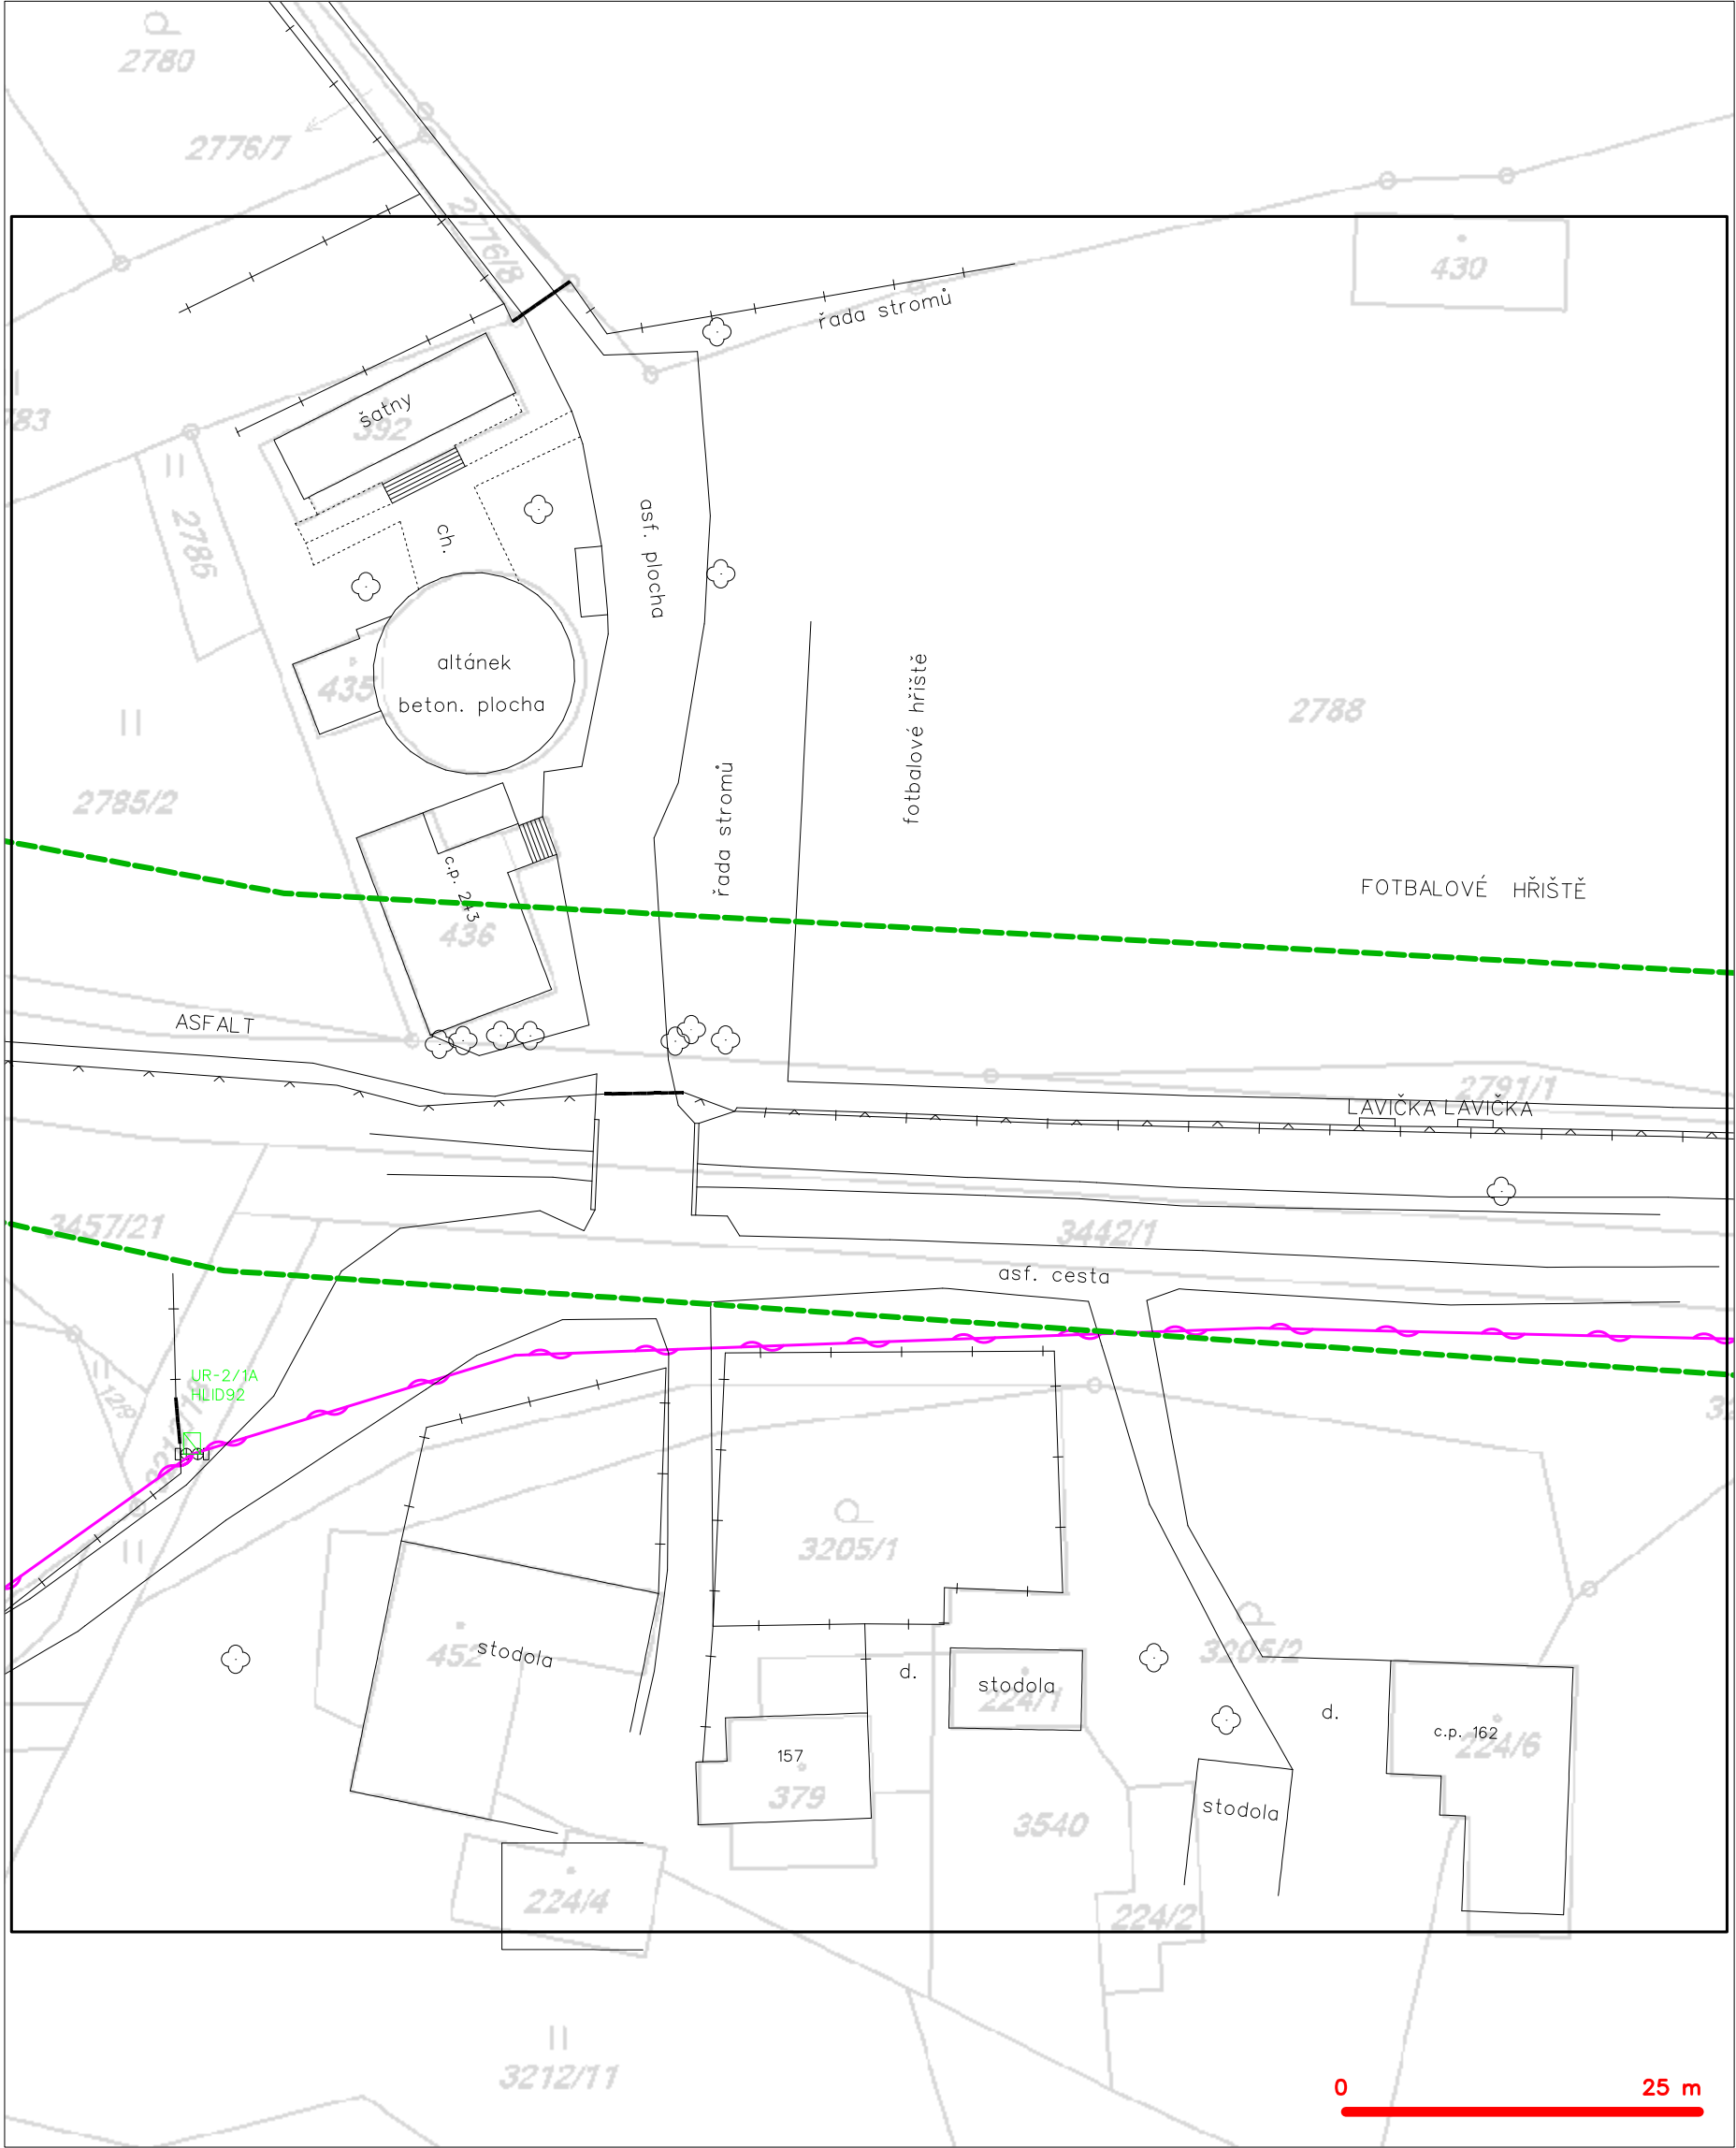 2780
2776/7
2776/8
430
řada stromů
šatny
392
2786
ch.
asf. plocha
altánek
435
beton. plocha
řada stromů
fotbalové hřiště
2788
2785/2
c.p. 243
436
FOTBALOVÉ HŘIŠTĚ
ASFALT
2791/1
LAVIČKA LAVIČKA
3457/21
3442/1
asf. cesta
UR-2/1A
HLID92
3205/1
452
stodola
d.
3205/2
stodola
224/1
d.
c.p. 162
224/6
157
379
stodola
3540
224/4
224/2
3212/11
0 25 m